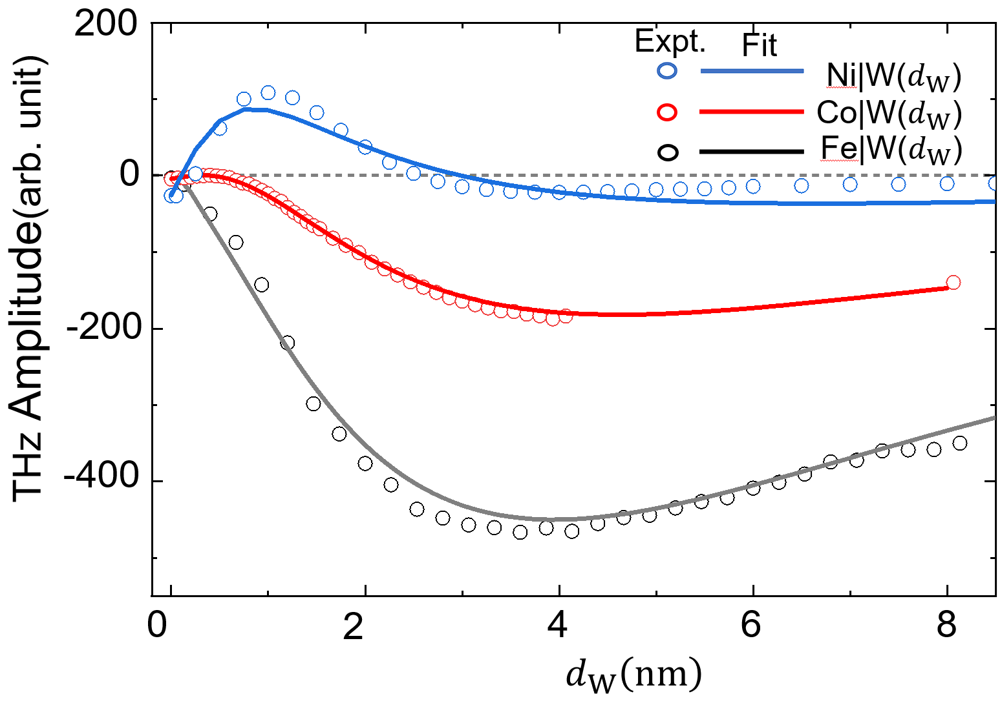 200
0
-200
-400
THz Amplitude(arb. unit)
Expt. Fit
Ni|W(𝑑W)
Co|W(𝑑W)
Fe|W(𝑑W)
0 2 4 6 8
𝑑W(nm)